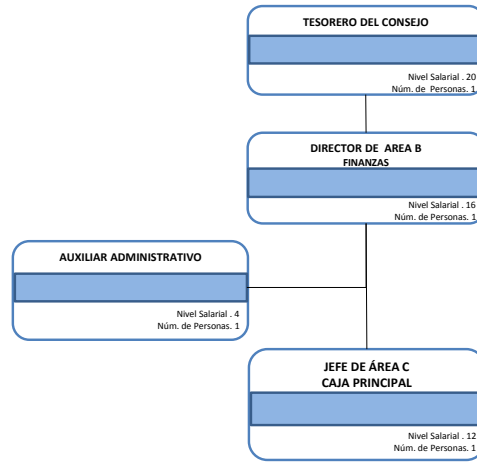 TESORERO DEL CONSEJO
Nivel Salarial . 20
Núm. de Personas. 1
DIRECTOR DE AREA B
FINANZAS
Nivel Salarial . 16
Núm. de Personas. 1
AUXILIAR ADMINISTRATIVO
Nivel Salarial . 4
Núm. de Personas. 1
JEFE DE ÁREA C
CAJA PRINCIPAL
Nivel Salarial . 12
Núm. de Personas. 1